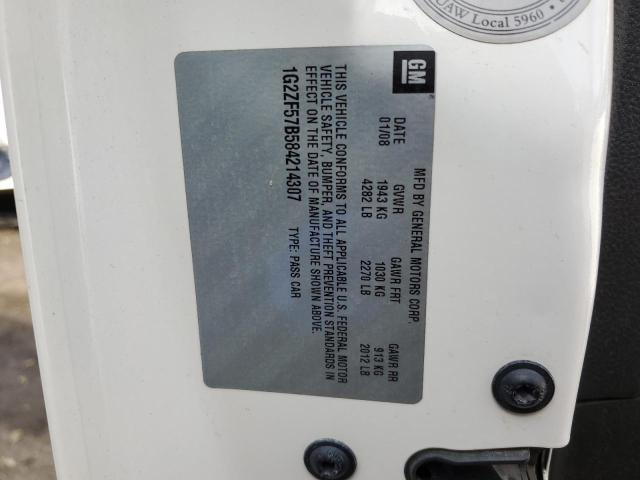 UAW Local 5960
GM
MFD BY GENERAL MOTORS CORP.
DATE GVWR GAWR FRT GAWR RR
01/08 1943 KG 1030 KG 913 KG
4282 LB 2270 LB 2012 LB
THIS VEHICLE CONFORMS TO ALL APPLICABLE U.S. FEDERAL MOTOR
VEHICLE SAFETY, BUMPER, AND THEFT PREVENTION STANDARDS IN
EFFECT ON THE DATE OF MANUFACTURE SHOWN ABOVE.
1G2ZF57B584214307 TYPE: PASS CAR